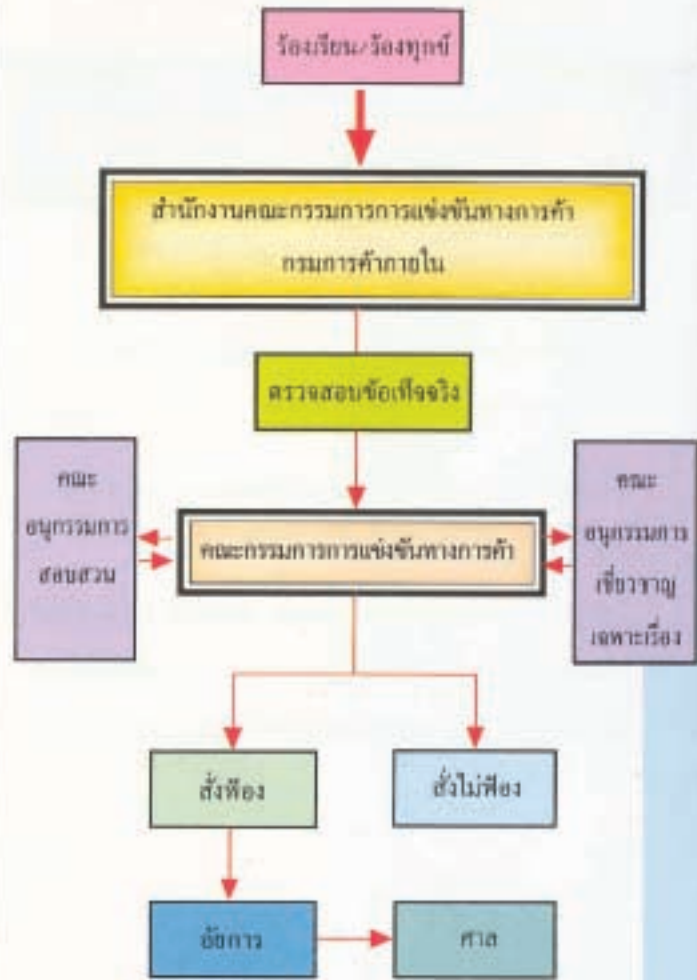 ร้องเรียน/ร้องทุกข์
สำนักงานคณะกรรมการการแข่งขันทางการค้า
กรมการค้าภายใน
ตรวจสอบข้อเท็จจริง
คณะ
อนุกรรมการ
สอบสวน
คณะกรรมการการแข่งขันทางการค้า
คณะ
อนุกรรมการ
เชี่ยวชาญ
เฉพาะเรื่อง
สั่งฟ้อง
สั่งไม่ฟ้อง
อัยการ
ศาล